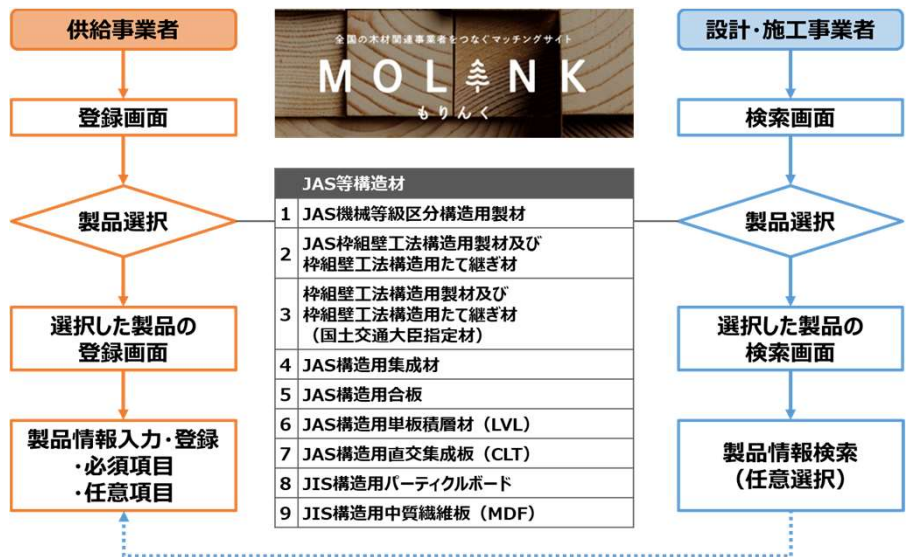 供給事業者
登録画面
製品選択
選択した製品の
登録画面
製品情報入力・登録
・必須項目
・任意項目
全国の木材関連事業者をつなぐマッチングサイト
MOLINK
もりんく
JAS等構造材
1 JAS機械等級区分構造用製材
2 JAS枠組壁工法構造用製材及び
枠組壁工法構造用たて継ぎ材
3 枠組壁工法構造用製材及び
枠組壁工法構造用たて継ぎ材
（国土交通大臣指定材）
4 JAS構造用集成材
5 JAS構造用合板
6 JAS構造用単板積層材（LVL）
7 JAS構造用直交集成板（CLT）
8 JIS構造用パーティクルボード
9 JIS構造用中質繊維板（MDF）
設計・施工事業者
検索画面
製品選択
選択した製品の
検索画面
製品情報検索
（任意選択）